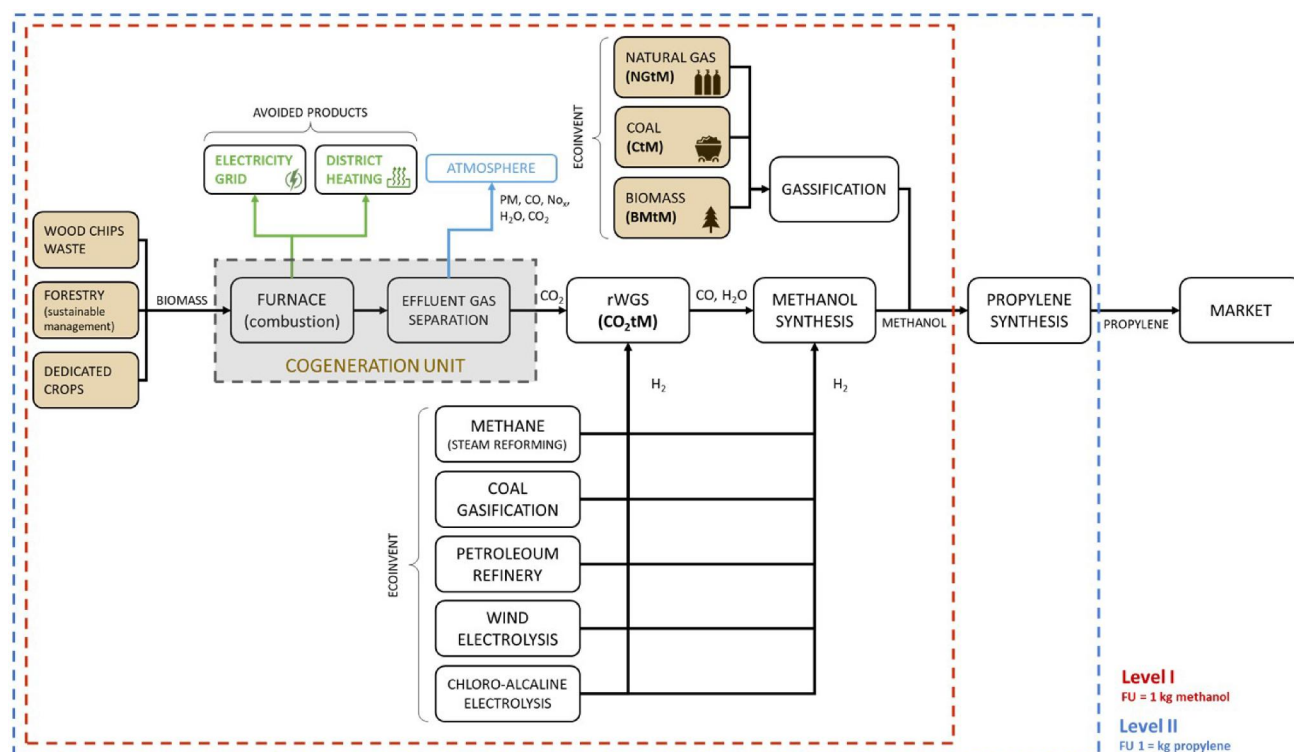 NATURAL GAS
(NGtM)
COAL
(CtM)
BIOMASS
(BMtM)
ECOINVENT
GASSIFICATION
AVOIDED PRODUCTS
ELECTRICITY
GRID
DISTRICT
HEATING
ATMOSPHERE
PM, CO, Noₓ,
H₂O, CO₂
WOOD CHIPS
WASTE
FORESTRY
(sustainable
management)
DEDICATED
CROPS
BIOMASS
FURNACE
(combustion)
EFFLUENT GAS
SEPARATION
COGENERATION UNIT
CO₂
rWGS
(CO₂tM)
CO, H₂O
METHANOL
SYNTHESIS
METHANOL
PROPYLENE
SYNTHESIS
PROPYLENE
MARKET
H₂
H₂
ECOINVENT
METHANE
(STEAM REFORMING)
COAL
GASIFICATION
PETROLEUM
REFINERY
WIND
ELECTROLYSIS
CHLORO-ALCALINE
ELECTROLYSIS
Level I
FU = 1 kg methanol
Level II
FU 1 = kg propylene